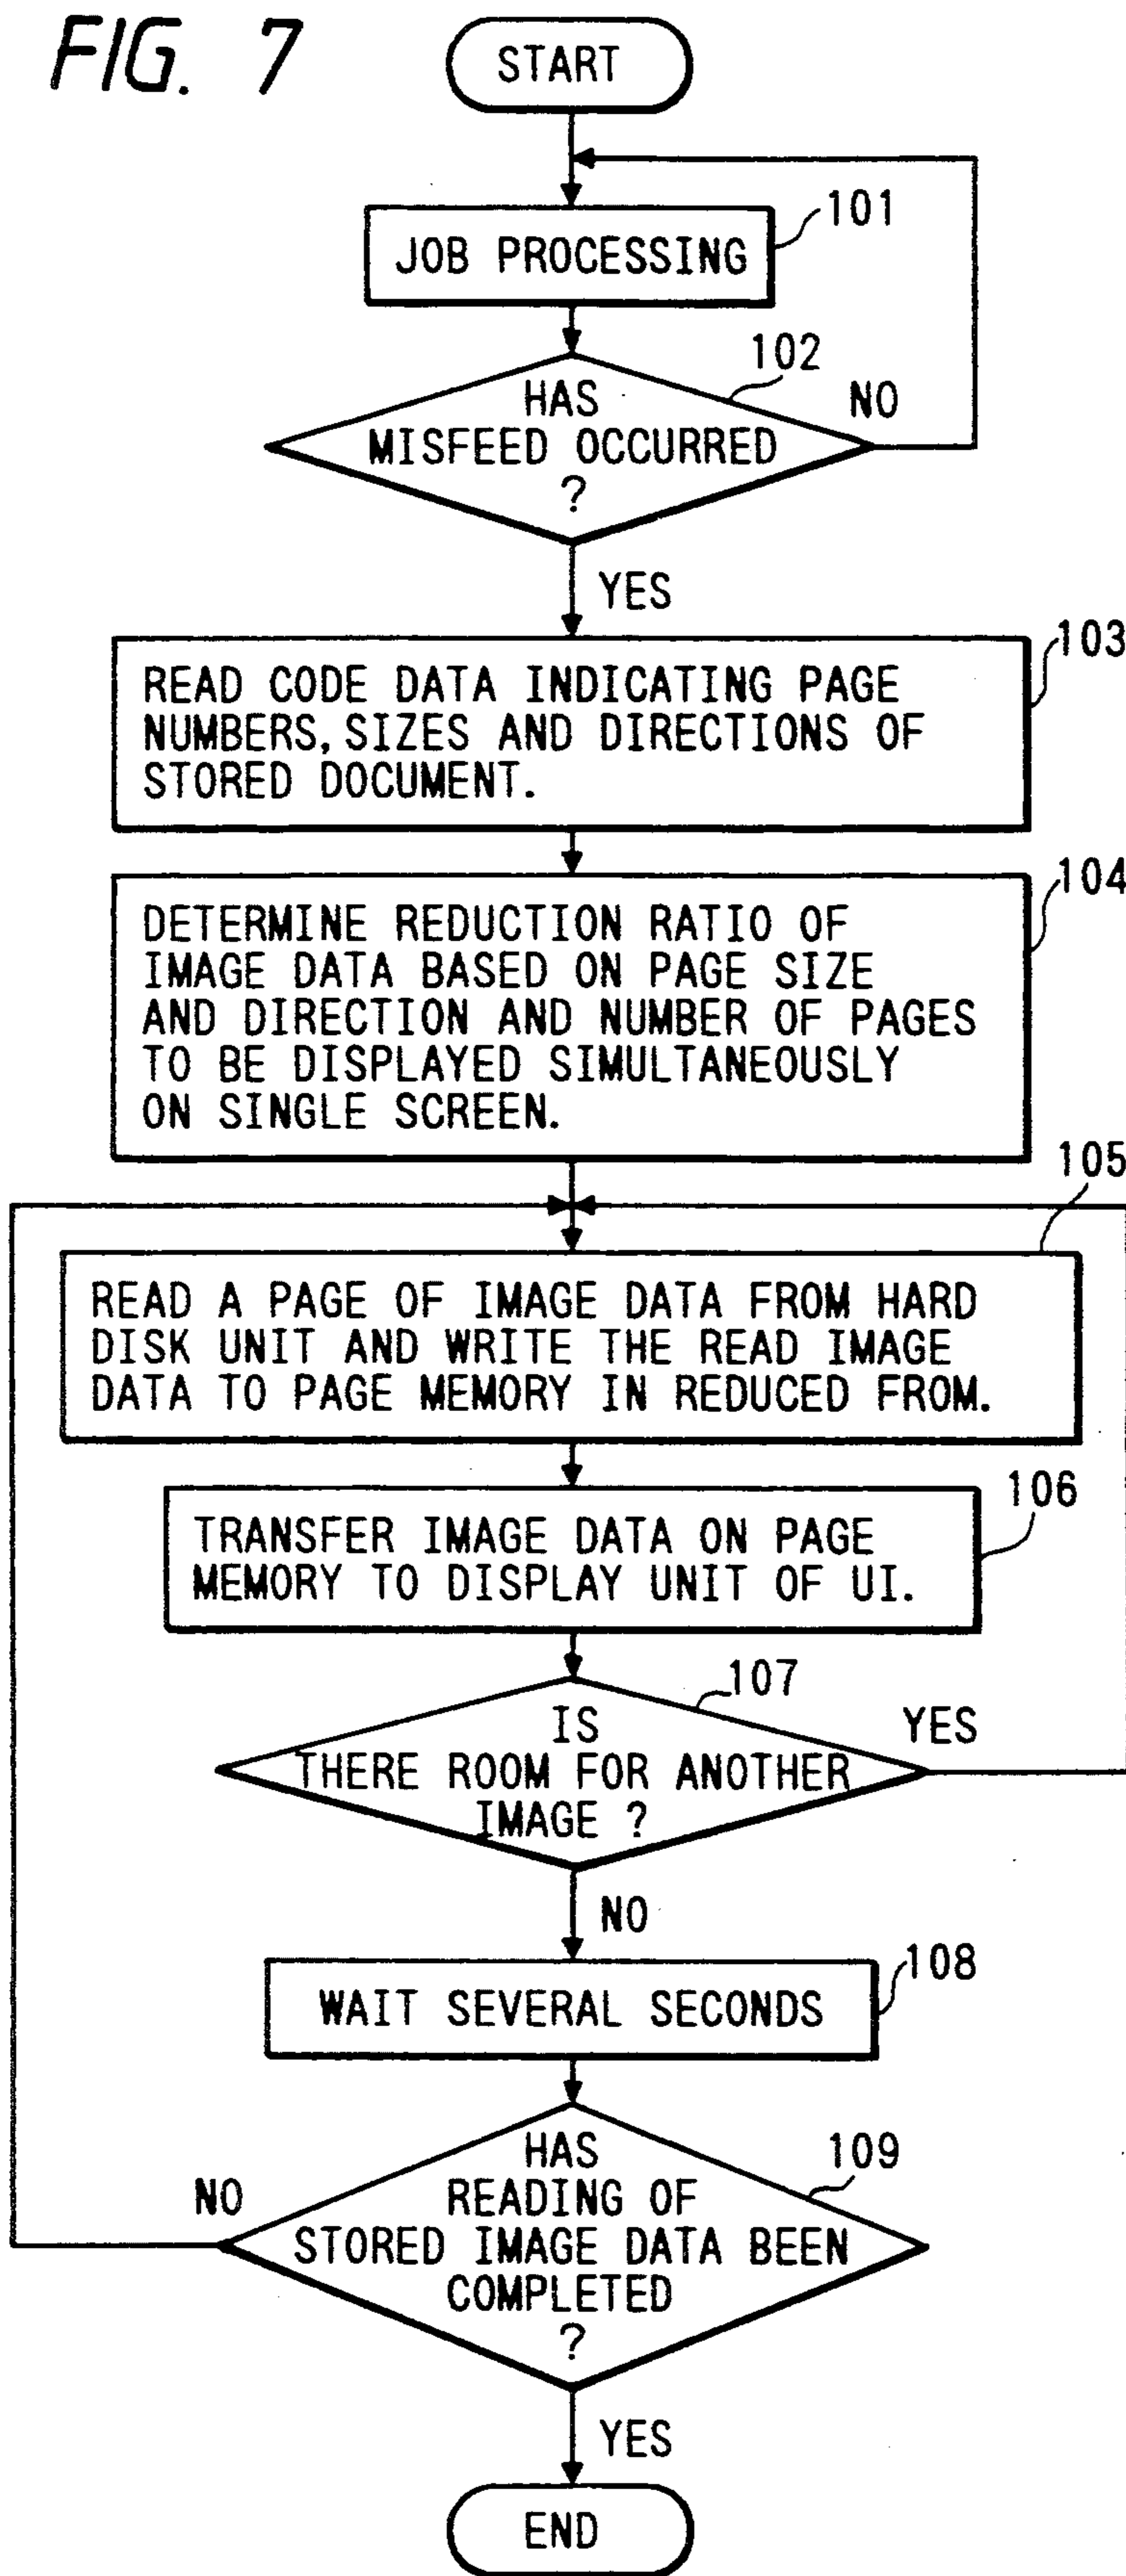 FIG. 7
START
101
JOB PROCESSING
102
HAS
NO
MISFEED OCCURRED
?
YES
103
READ CODE DATA INDICATING PAGE
NUMBERS, SIZES AND DIRECTIONS OF
STORED DOCUMENT.
104
DETERMINE REDUCTION RATIO OF
IMAGE DATA BASED ON PAGE SIZE
AND DIRECTION AND NUMBER OF PAGES
TO BE DISPLAYED SIMULTANEOUSLY
ON SINGLE SCREEN.
105
READ A PAGE OF IMAGE DATA FROM HARD
DISK UNIT AND WRITE THE READ IMAGE
DATA TO PAGE MEMORY IN REDUCED FROM.
106
TRANSFER IMAGE DATA ON PAGE
MEMORY TO DISPLAY UNIT OF UI.
107
IS
YES
THERE ROOM FOR ANOTHER
IMAGE ?
NO
108
WAIT SEVERAL SECONDS
109
HAS
NO
READING OF
STORED IMAGE DATA BEEN
COMPLETED
?
YES
END